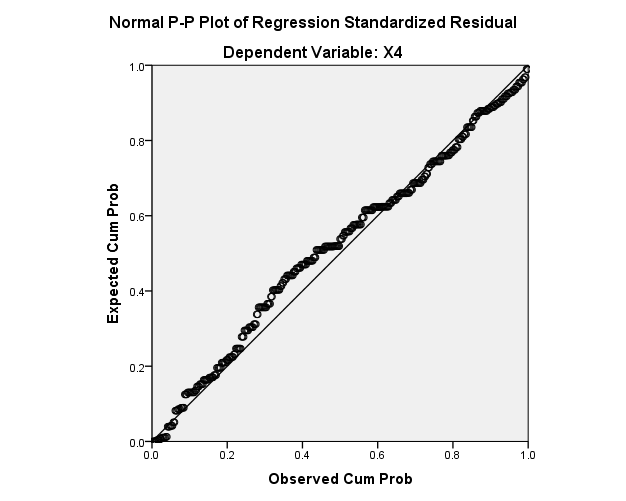 Normal P-P Plot of Regression Standardized Residual
Dependent Variable: X4
1.0
0.8
0.6
0.4
0.2
0.0
Expected Cum Prob
0.0 0.2 0.4 0.6 0.8 1.0
Observed Cum Prob